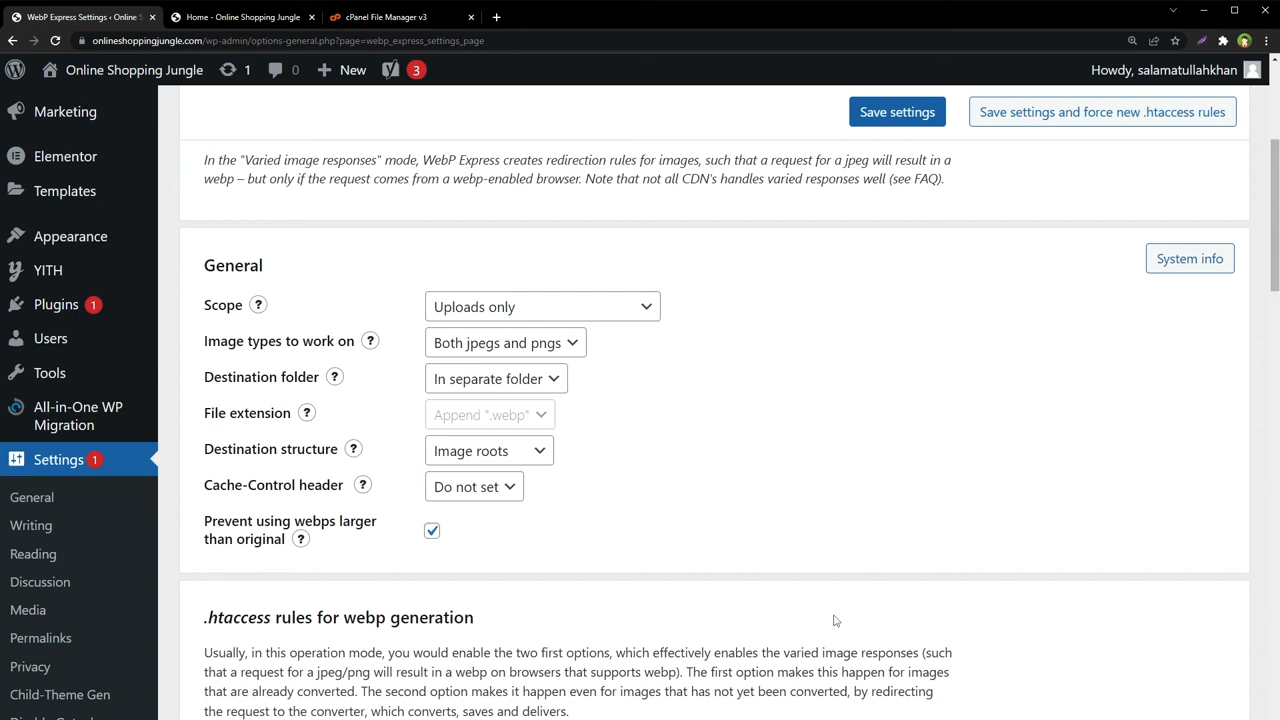 WebP Express Settings ‹ Online S
Home - Online Shopping Jungle
cPanel File Manager v3
onlineshoppingjungle.com/wp-admin/options-general.php?page=webp_express_settings_page
Online Shopping Jungle
1
0
New
3
Howdy, salamatullahkhan
Marketing
Elementor
Templates
Appearance
YITH
Plugins 1
Users
Tools
All-in-One WP
Migration
Settings 1
General
Writing
Reading
Discussion
Media
Permalinks
Privacy
Child-Theme Gen
Save settings
Save settings and force new .htaccess rules
In the "Varied image responses" mode, WebP Express creates redirection rules for images, such that a request for a jpeg will result in a
webp – but only if the request comes from a webp-enabled browser. Note that not all CDN's handles varied responses well (see FAQ).
General
System info
Scope ?
Uploads only
Image types to work on ?
Both jpegs and pngs
Destination folder ?
In separate folder
File extension ?
Append ".webp"
Destination structure ?
Image roots
Cache-Control header ?
Do not set
Prevent using webps larger
than original ?
.htaccess rules for webp generation
Usually, in this operation mode, you would enable the two first options, which effectively enables the varied image responses (such
that a request for a jpeg/png will result in a webp on browsers that supports webp). The first option makes this happen for images
that are already converted. The second option makes it happen even for images that has not yet been converted, by redirecting
the request to the converter, which converts, saves and delivers.